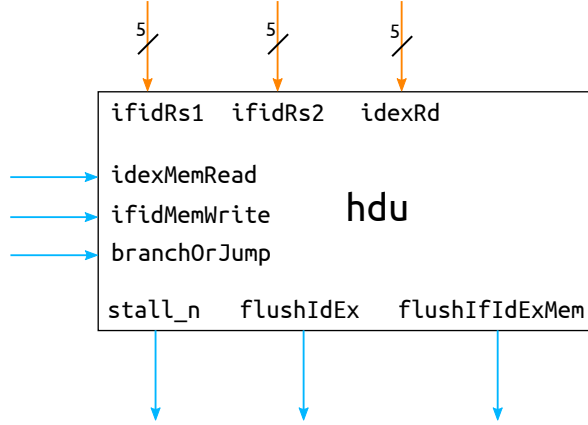 5 5 5
ifidRs1 ifidRs2 idexRd
idexMemRead
ifidMemWrite
hdu
branchOrJump
stall_n flushIdEx flushIfIdExMem